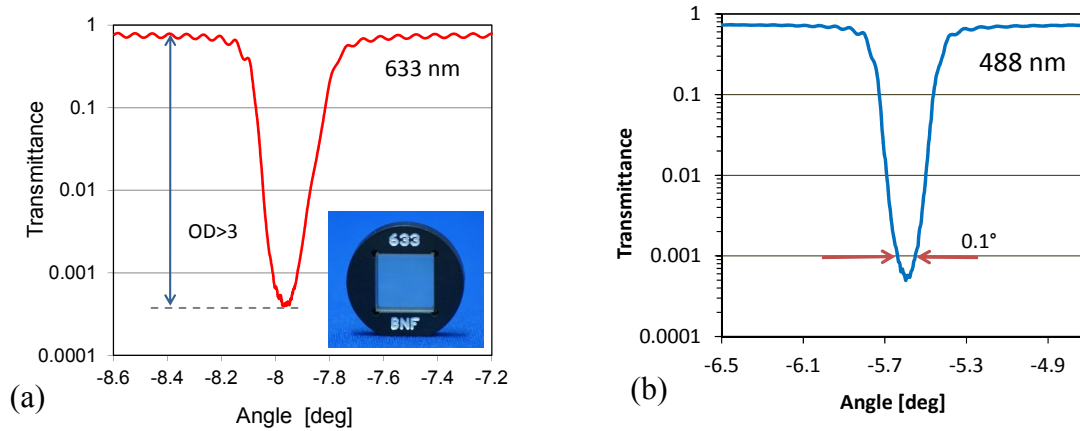 1
0.1
0.01
0.001
0.0001
Transmittance
633 nm
OD>3
633
BNF
-8.6 -8.4 -8.2 -8 -7.8 -7.6 -7.4 -7.2
(a)
Angle [deg]
1
0.1
0.01
0.001
0.0001
Transmittance
488 nm
0.1°
-6.5 -6.1 -5.7 -5.3 -4.9
(b)
Angle [deg]